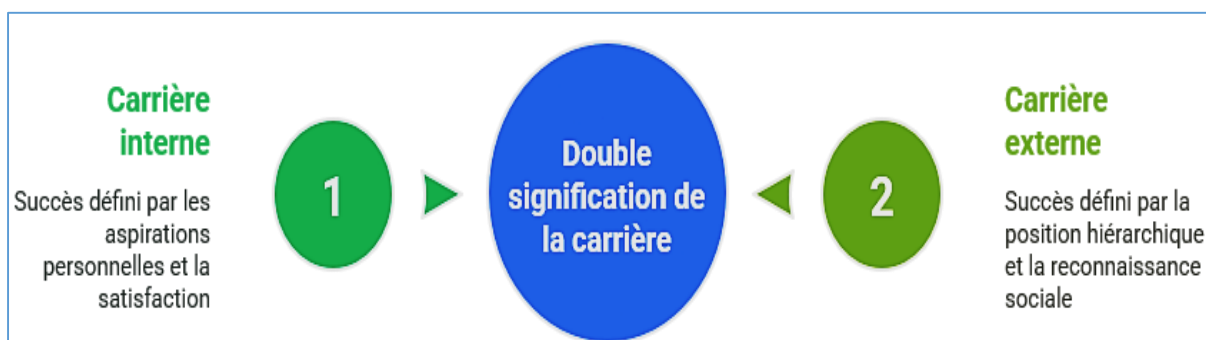 Carrière
interne
Succès défini par les
aspirations
personnelles et la
satisfaction
1
Double
signification de
la carrière
2
Carrière
externe
Succès défini par la
position hiérarchique
et la reconnaissance
sociale